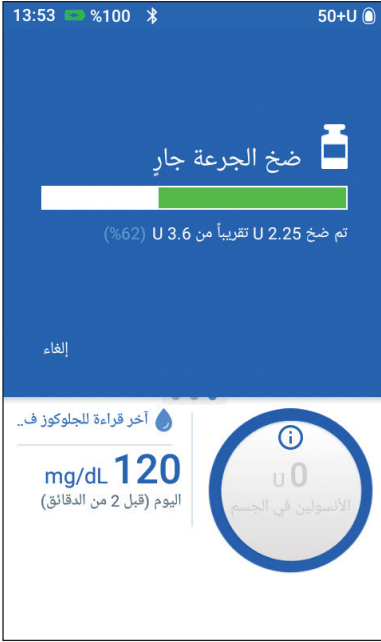 13:53 %100 50+U
ضخ الجرعة جارٍ
تم ضخ 2.25 U تقريباً من 3.6 U (%62)
إلغاء
آخر قراءة للجلوكوز ف..
120 mg/dL
اليوم (قبل 2 من الدقائق)
0 U
الأنسولين في الجسم